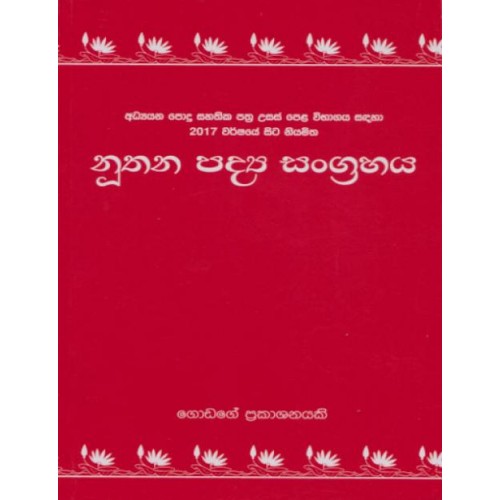 අධ්‍යයන පොදු සහතික පත්‍ර උසස් පෙළ විභාගය සඳහා
2017 වර්ෂයේ සිට නියමිත
නූතන පද්‍ය සංග්‍රහය
ගොඩගේ ප්‍රකාශනයකි